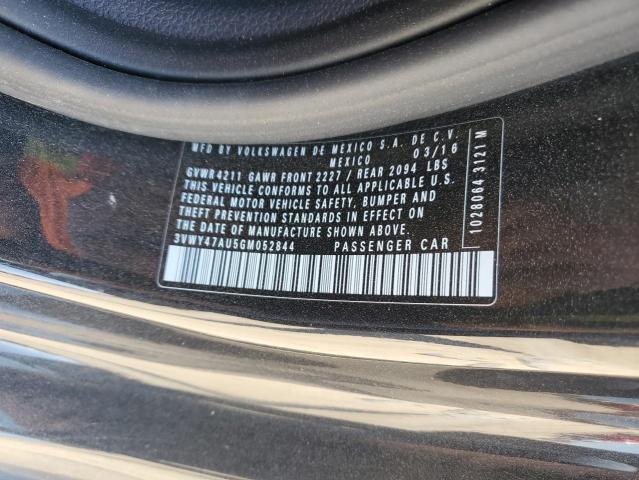 MFD BY VOLKSWAGEN DE MEXICO S.A. DE C.V.
MEXICO 03/16
GVWR4211 GAWR FRONT 2227 / REAR 2094 LBS
THIS VEHICLE CONFORMS TO ALL APPLICABLE U.S.
FEDERAL MOTOR VEHICLE SAFETY, BUMPER AND
THEFT PREVENTION STANDARDS IN EFFECT ON
THE DATE OF MANUFACTURE SHOWN ABOVE
3VWY47AU5GM052844 PASSENGER CAR
1028064 3121 M